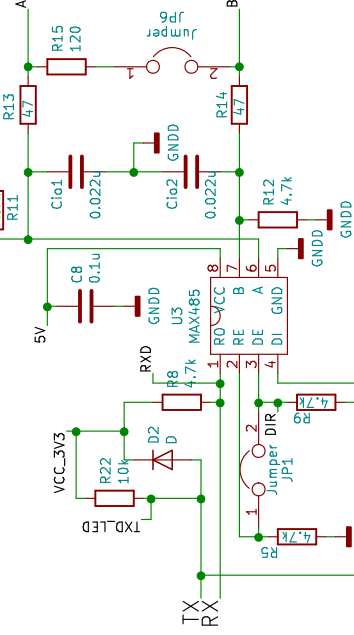 A
B
R15
120
Jumper
JP6
1
2
R13
47
R14
47
GNDD
Cia1
0.022u
Cia2
0.022u
R11
R12
4.7k
GNDD
GNDD
5V
C8
0.1u
GNDD
U3
MAX485
8
7
6
5
VCC
B
A
GND
RO
RE
DE
DI
1
2
3
4
RXD
R8
4.7k
VCC_3V3
D2
D
R22
10k
TXD_LED
DIR
R9
4.7k
2
Jumper
JP1
1
R5
4.7k
TX
RX